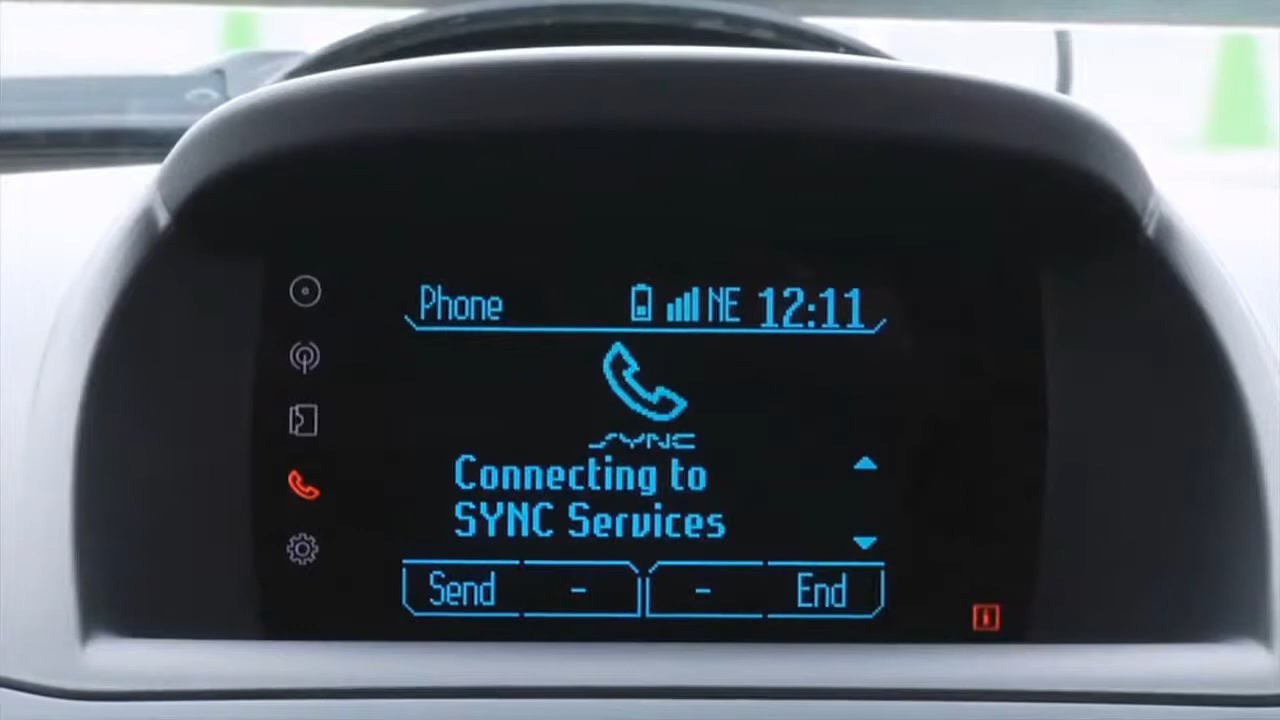 Phone NE 12:11
SYNC
Connecting to
SYNC Services
Send - - End